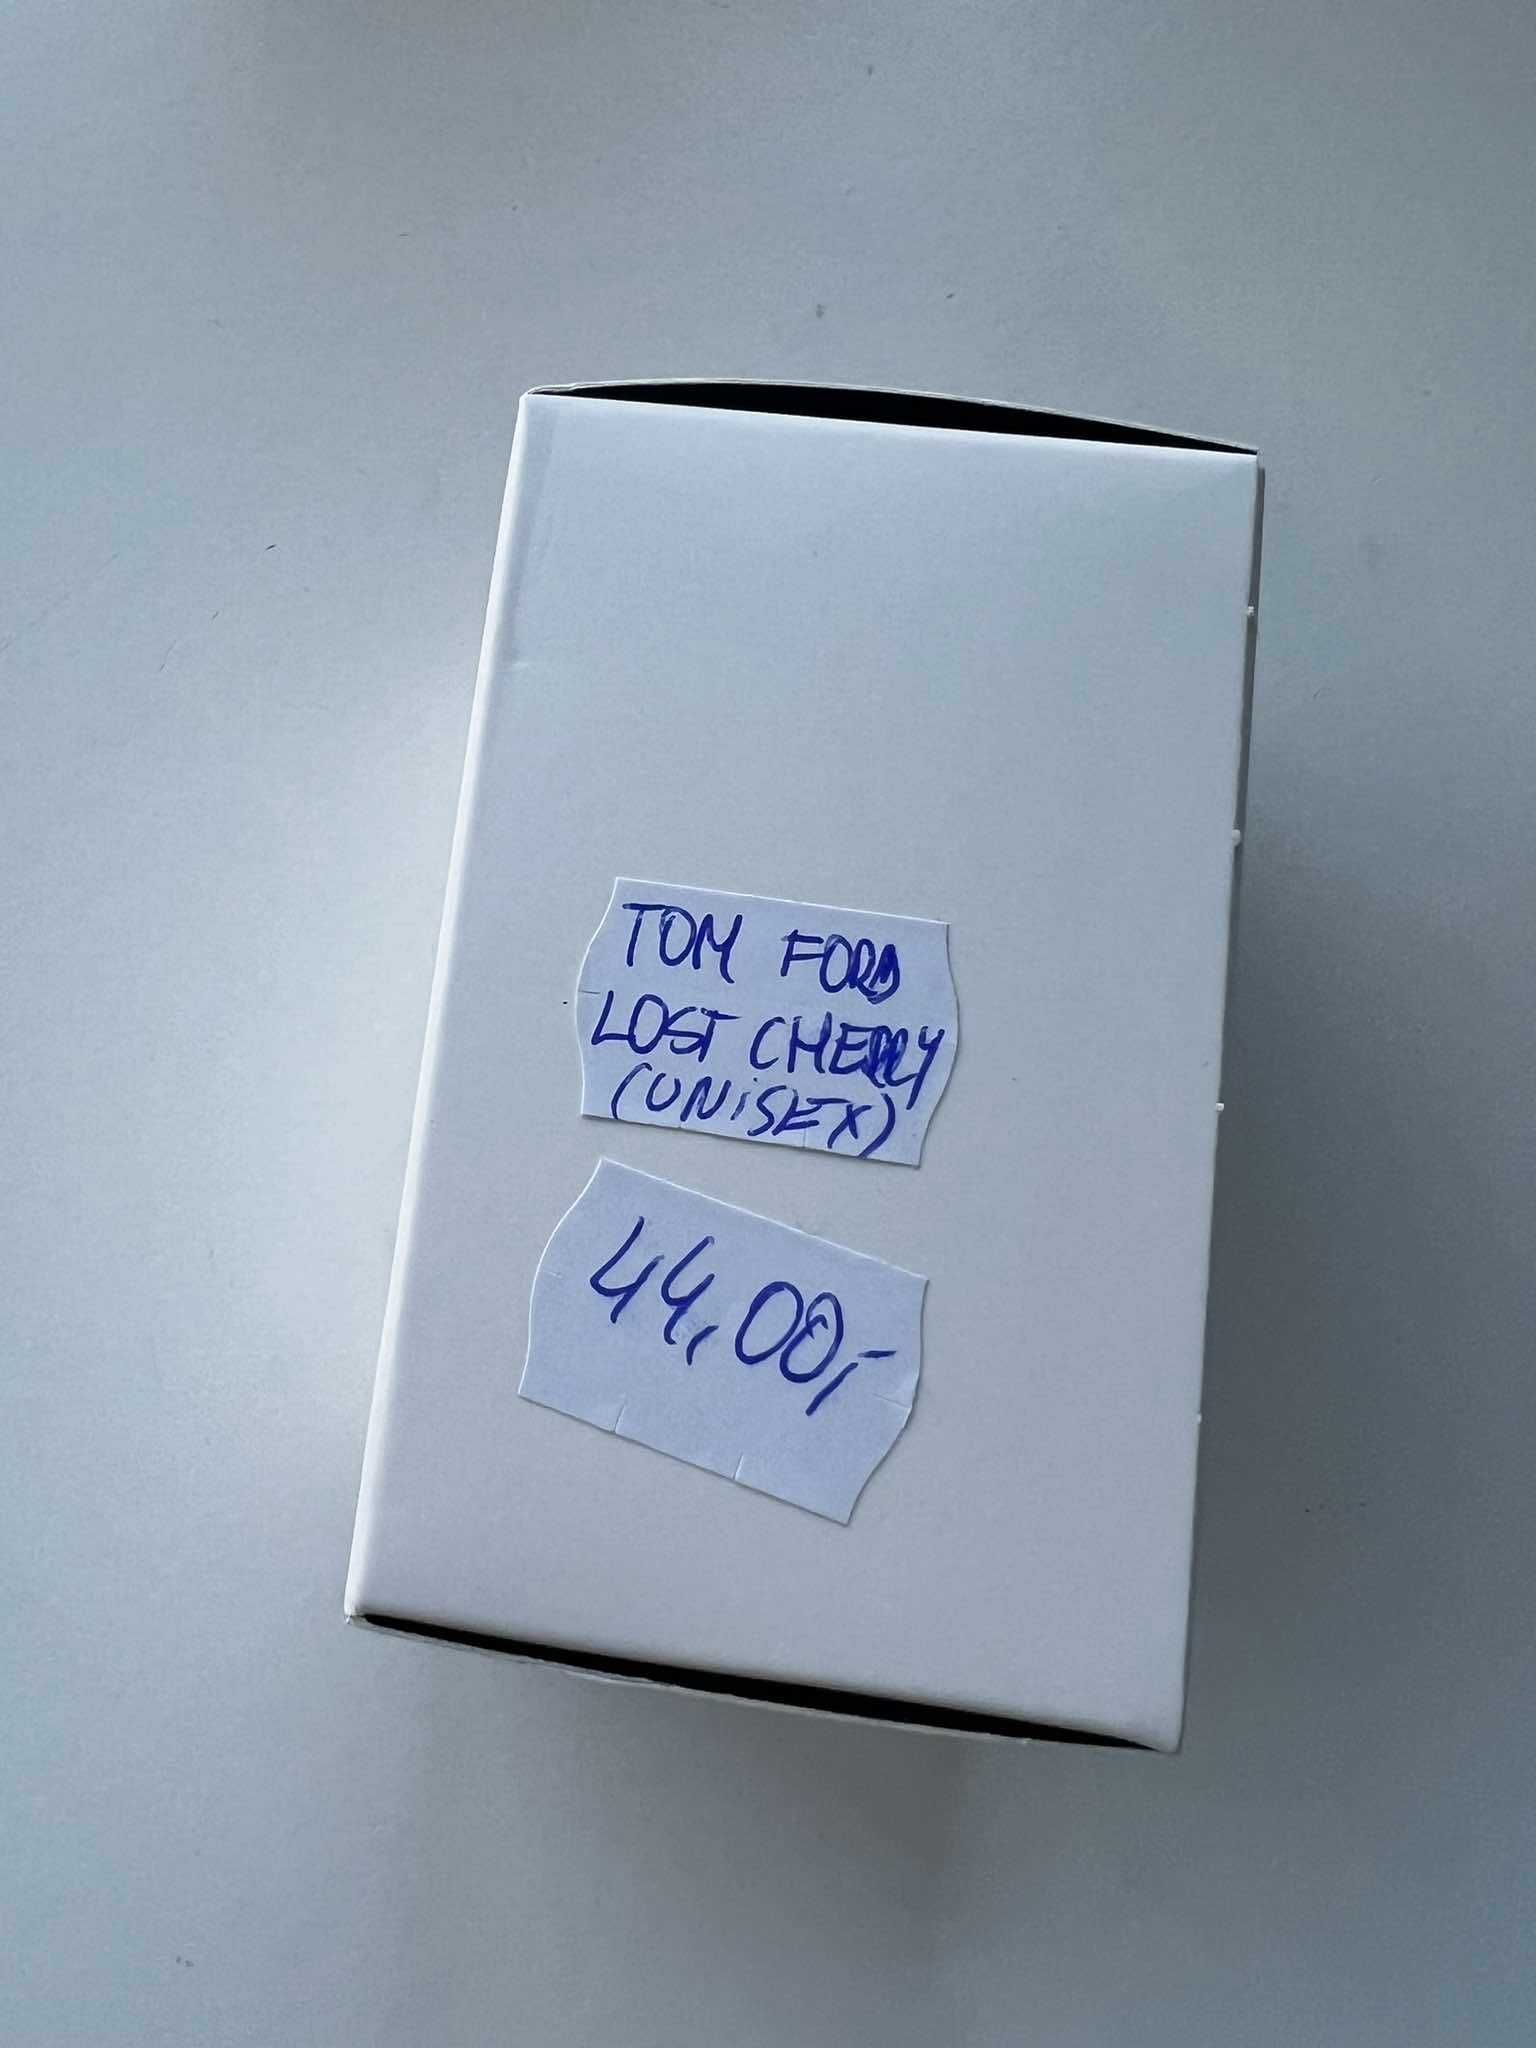 TOM FORD
LOST CHERRY
(UNiSEX)
44,00,-